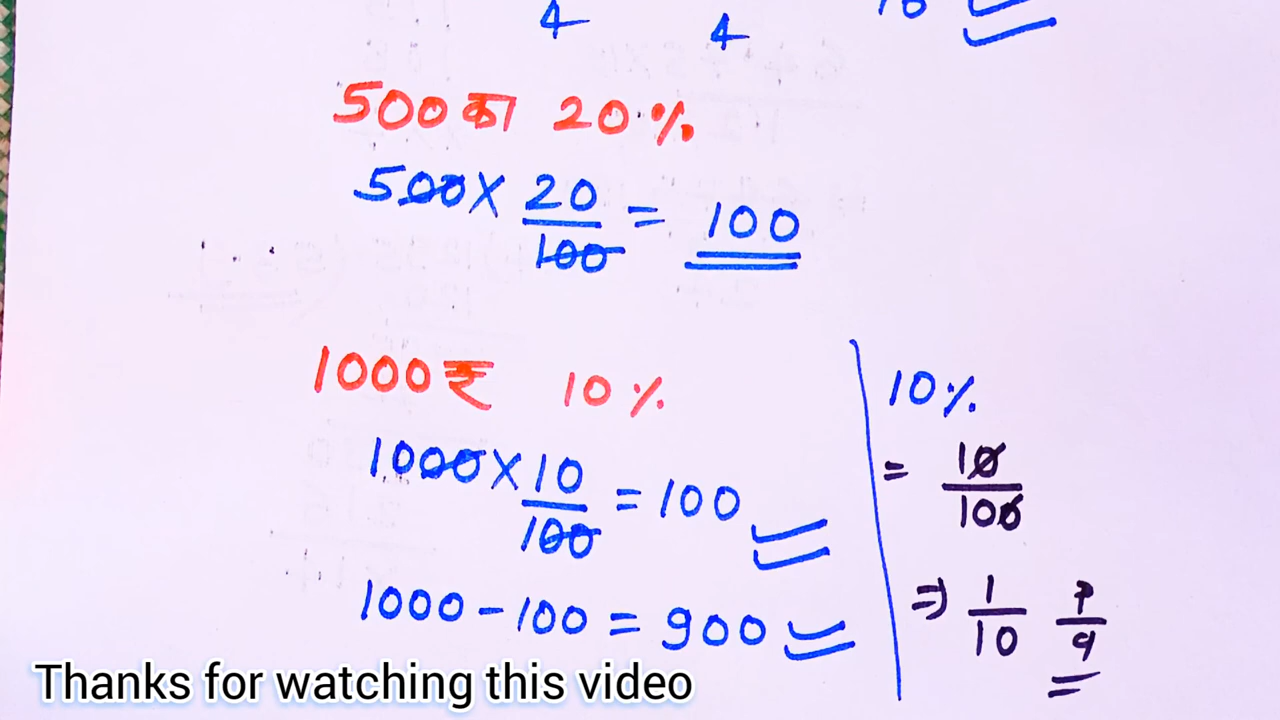 4 4 16
500 का 20%
500 × 20/100 = 100
1000₹ 10%
1000 × 10/100 = 100
1000 - 100 = 900
10%
= 10/100
⇒ 1/10 P/q
Thanks for watching this video